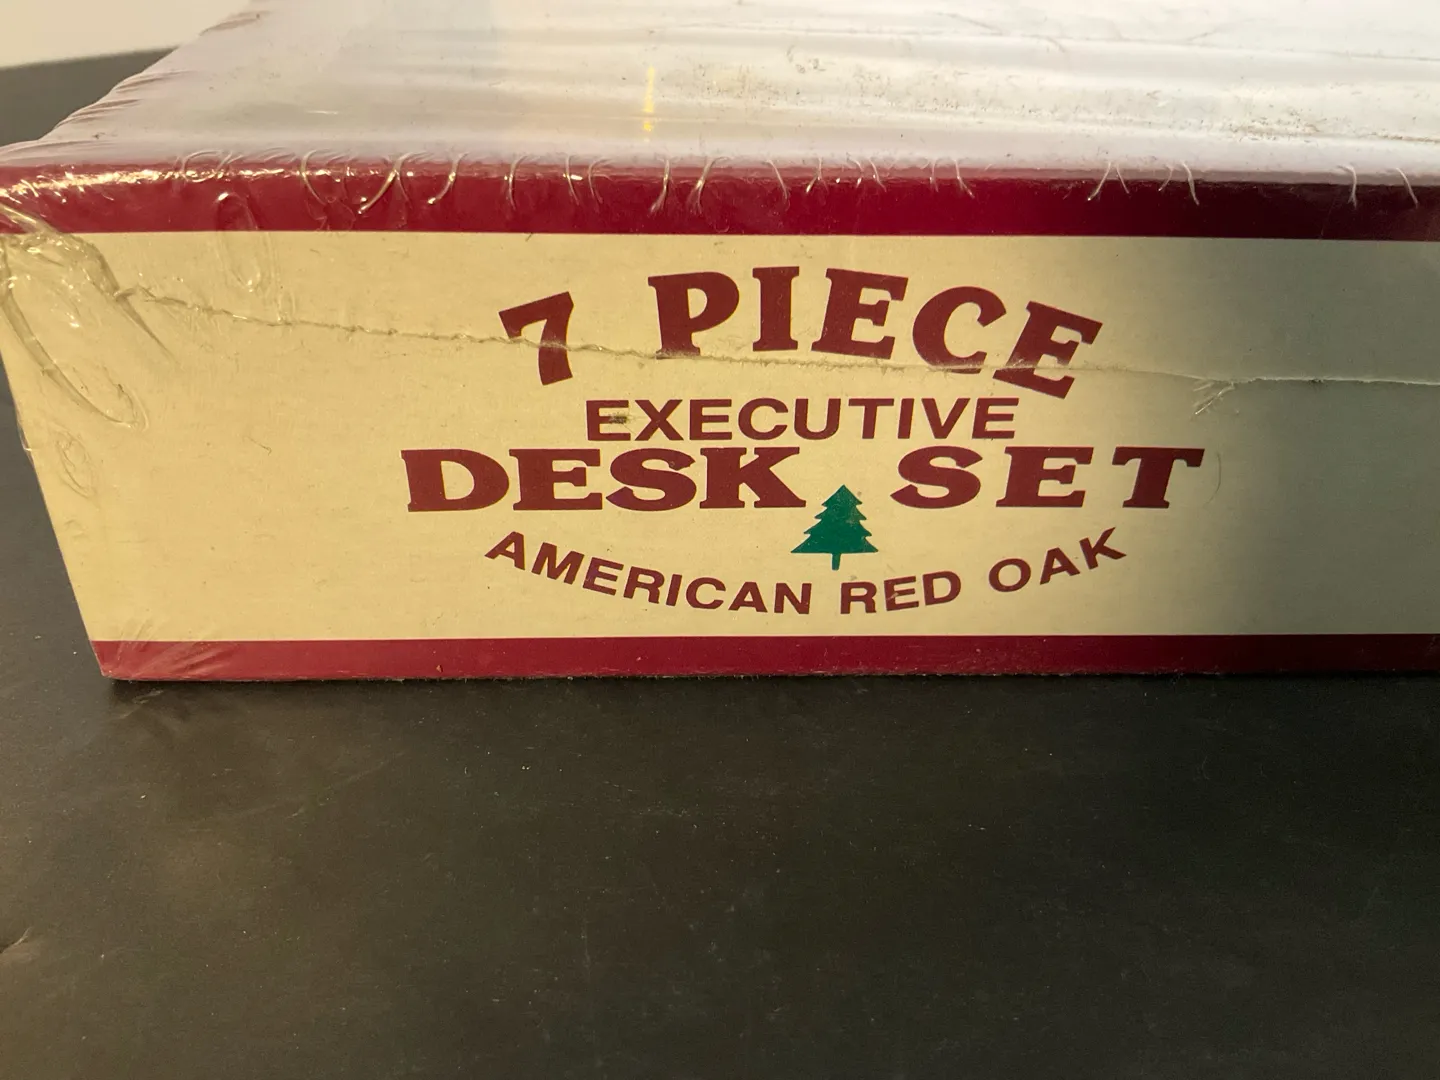 7 PIECE
EXECUTIVE
DESK SET
AMERICAN RED OAK